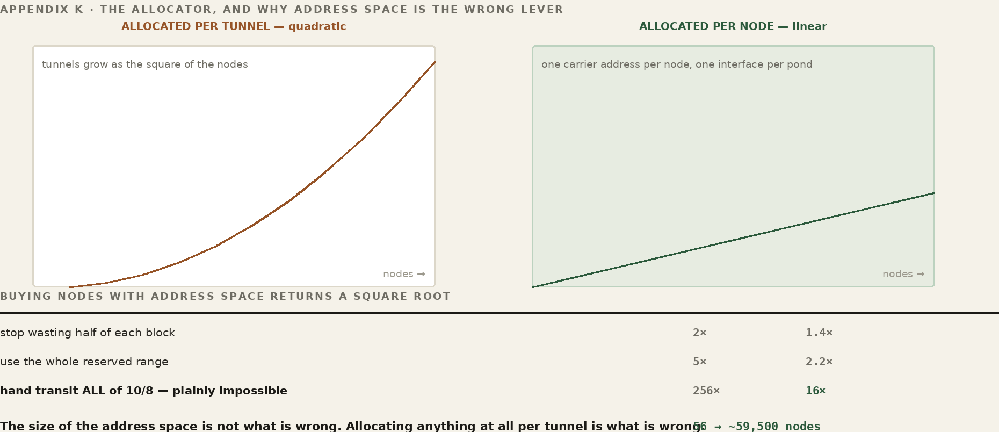 APPENDIX K · THE ALLOCATOR, AND WHY ADDRESS SPACE IS THE WRONG LEVER
ALLOCATED PER TUNNEL — quadratic
ALLOCATED PER NODE — linear
tunnels grow as the square of the nodes
one carrier address per node, one interface per pond
nodes →
nodes →
BUYING NODES WITH ADDRESS SPACE RETURNS A SQUARE ROOT
stop wasting half of each block 2× 1.4×
use the whole reserved range 5× 2.2×
hand transit ALL of 10/8 — plainly impossible 256× 16×
The size of the address space is not what is wrong. Allocating anything at all per tunnel is what is wrong. 56 → ~59,500 nodes